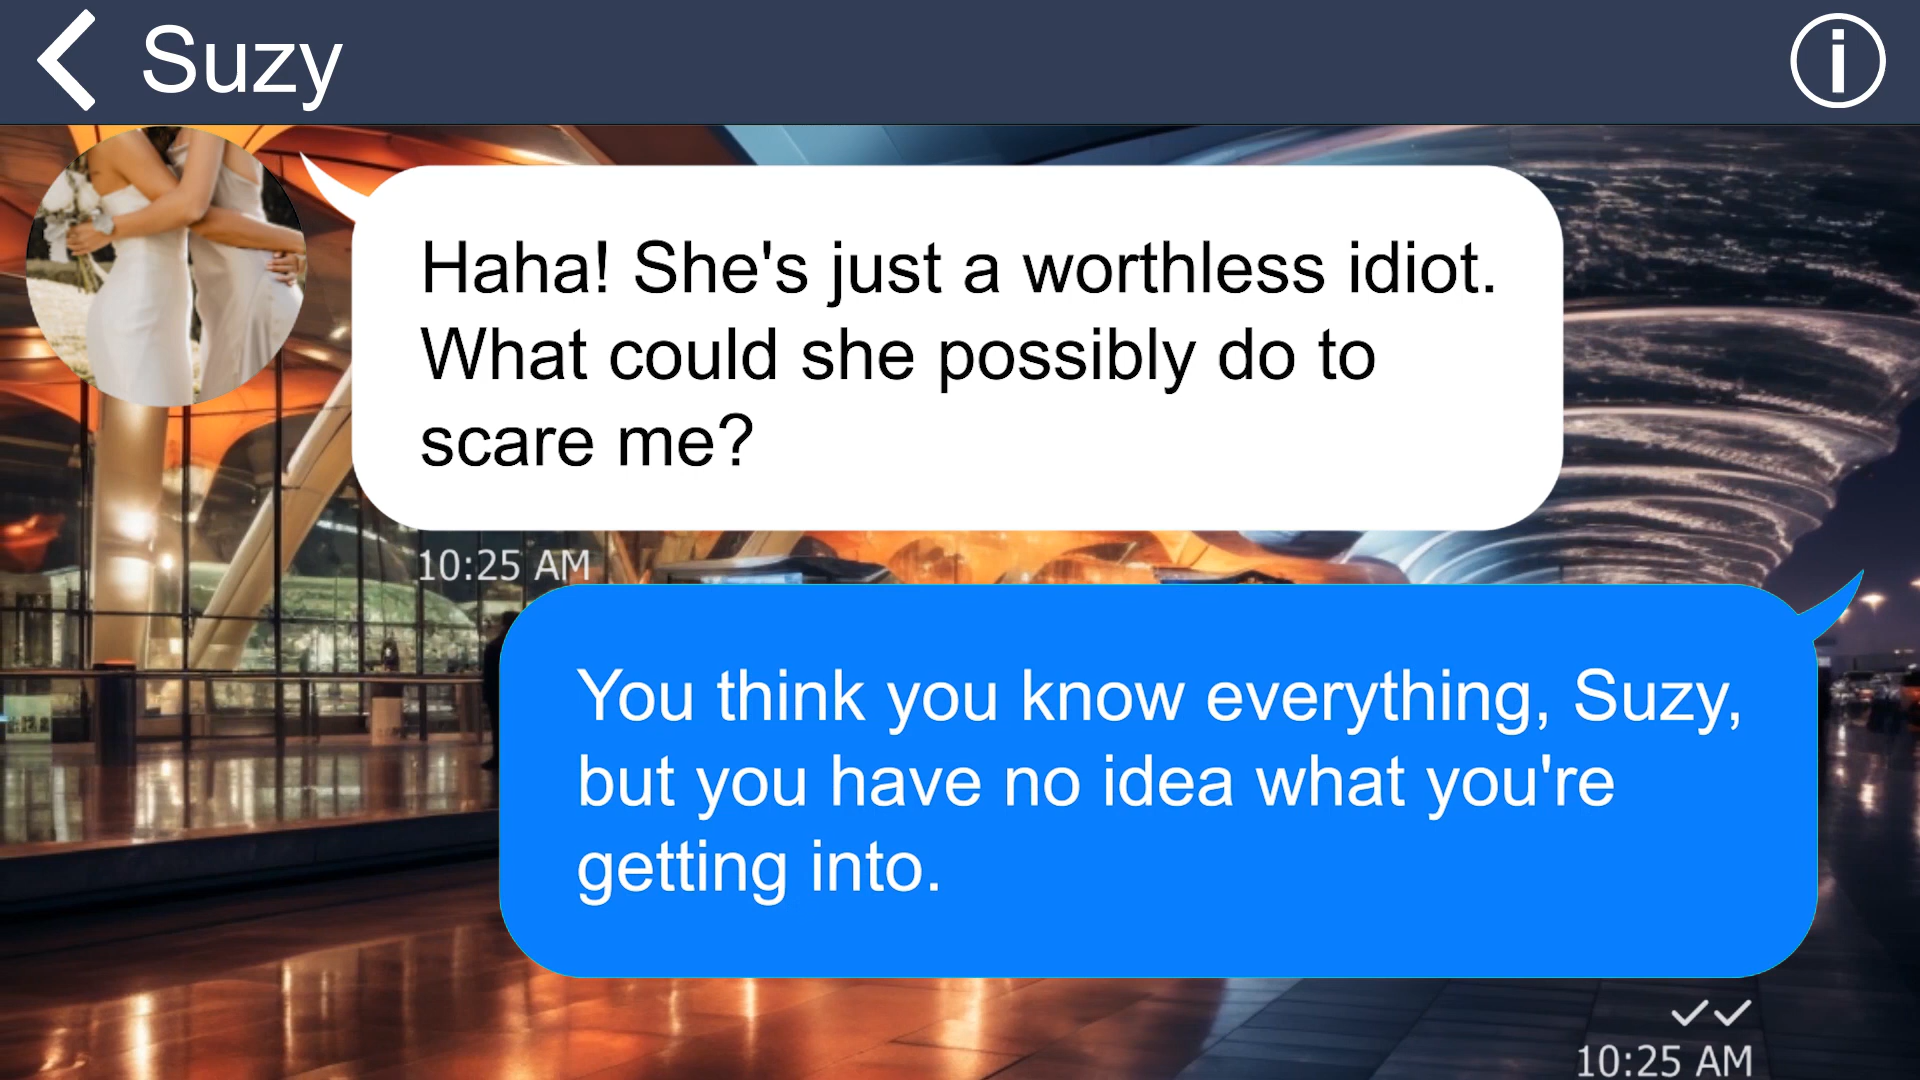 Suzy
Haha! She's just a worthless idiot.
What could she possibly do to
scare me?
10:25 AM
You think you know everything, Suzy,
but you have no idea what you're
getting into.
10:25 AM